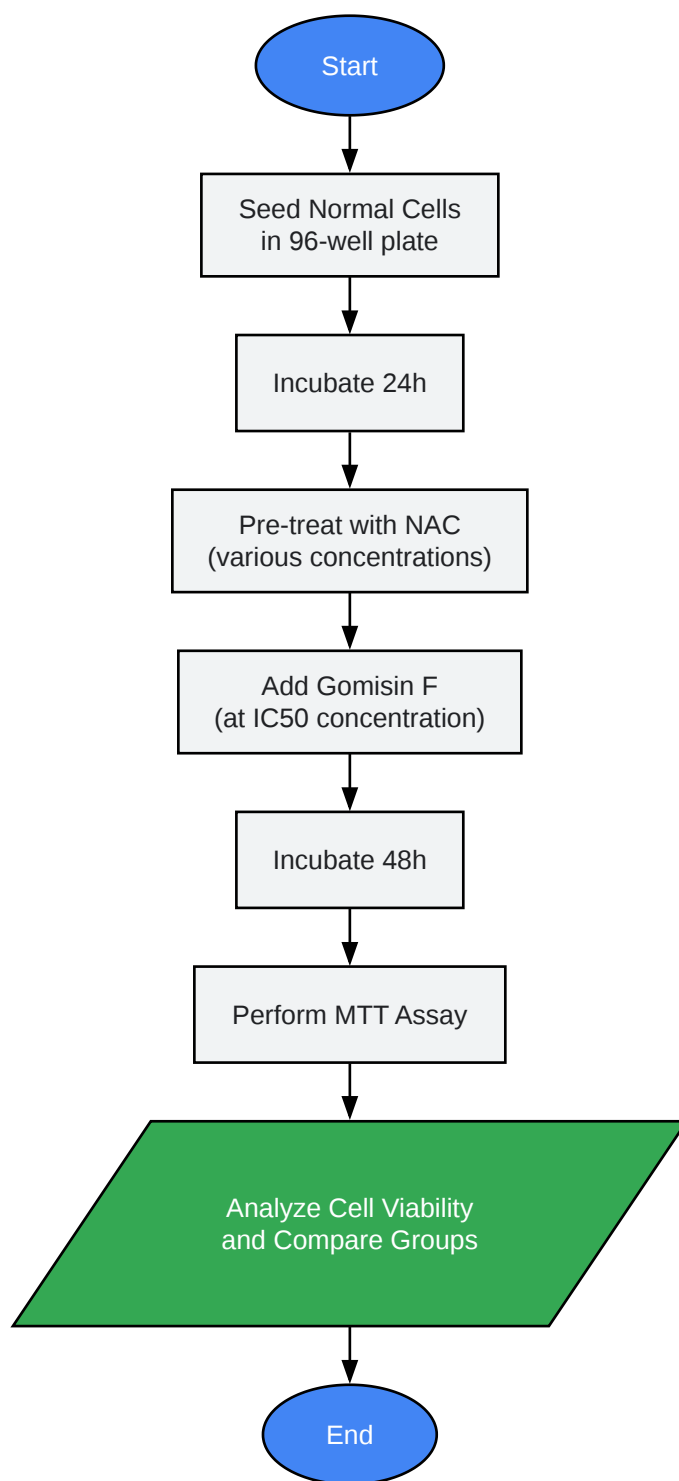 Start
Seed Normal Cells
in 96-well plate
Incubate 24h
Pre-treat with NAC
(various concentrations)
Add Gomisin F
(at IC50 concentration)
Incubate 48h
Perform MTT Assay
Analyze Cell Viability
and Compare Groups
End